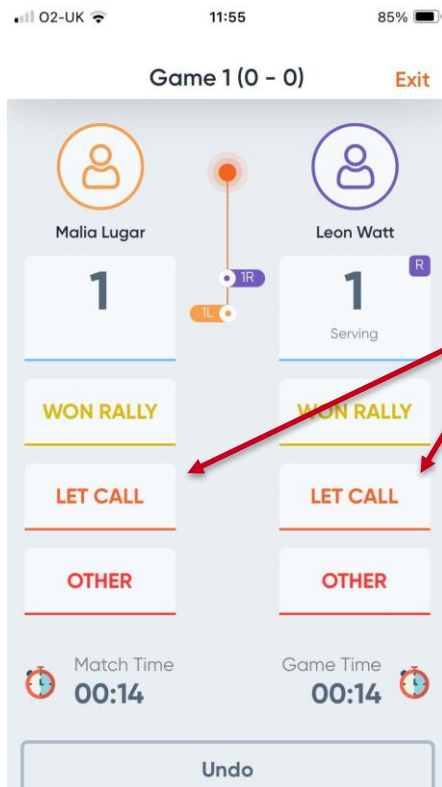 O2-UK 11:55 85%
Game 1 (0 - 0) Exit
Malia Lugar Leon Watt
1R
1L
1 1 R
Serving
WON RALLY WON RALLY
LET CALL LET CALL
OTHER OTHER
Match Time Game Time
00:14 00:14
Undo